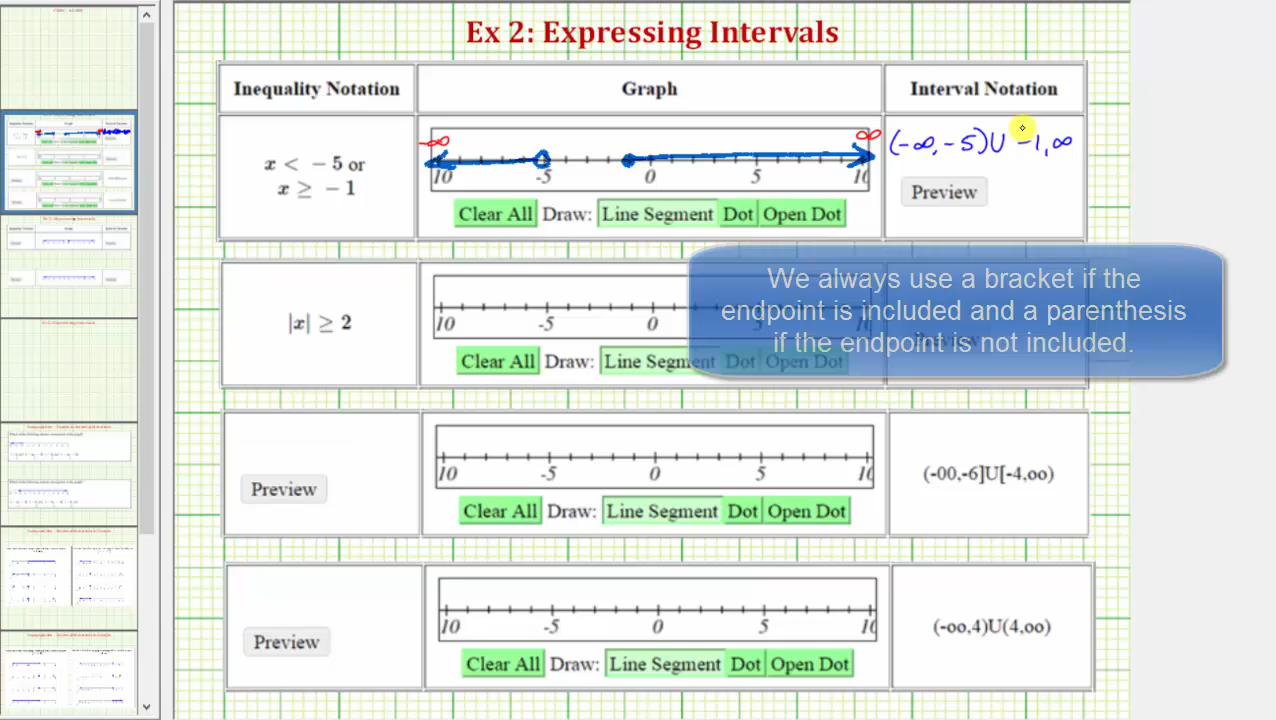 Ex 2: Expressing Intervals
Inequality Notation Graph Interval Notation
-∞ ∞ (-∞,-5)∪ -1,∞
x < -5 or
x ≥ -1
10 -5 0 5 10
Preview
Clear All Draw: Line Segment Dot Open Dot
We always use a bracket if the
endpoint is included and a parenthesis
if the endpoint is not included.
|x| ≥ 2
10 -5 0
Clear All Draw: Line Segment Dot Open Dot
10 -5 0 5 10
(-00,-6]U[-4,oo)
Preview
Clear All Draw: Line Segment Dot Open Dot
10 -5 0 5 10
(-oo,4)U(4,oo)
Preview
Clear All Draw: Line Segment Dot Open Dot